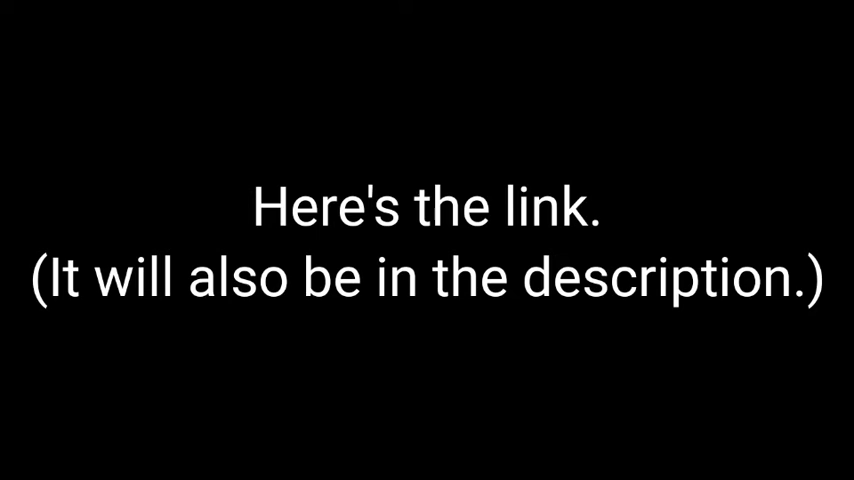 Here's the link.
(It will also be in the description.)